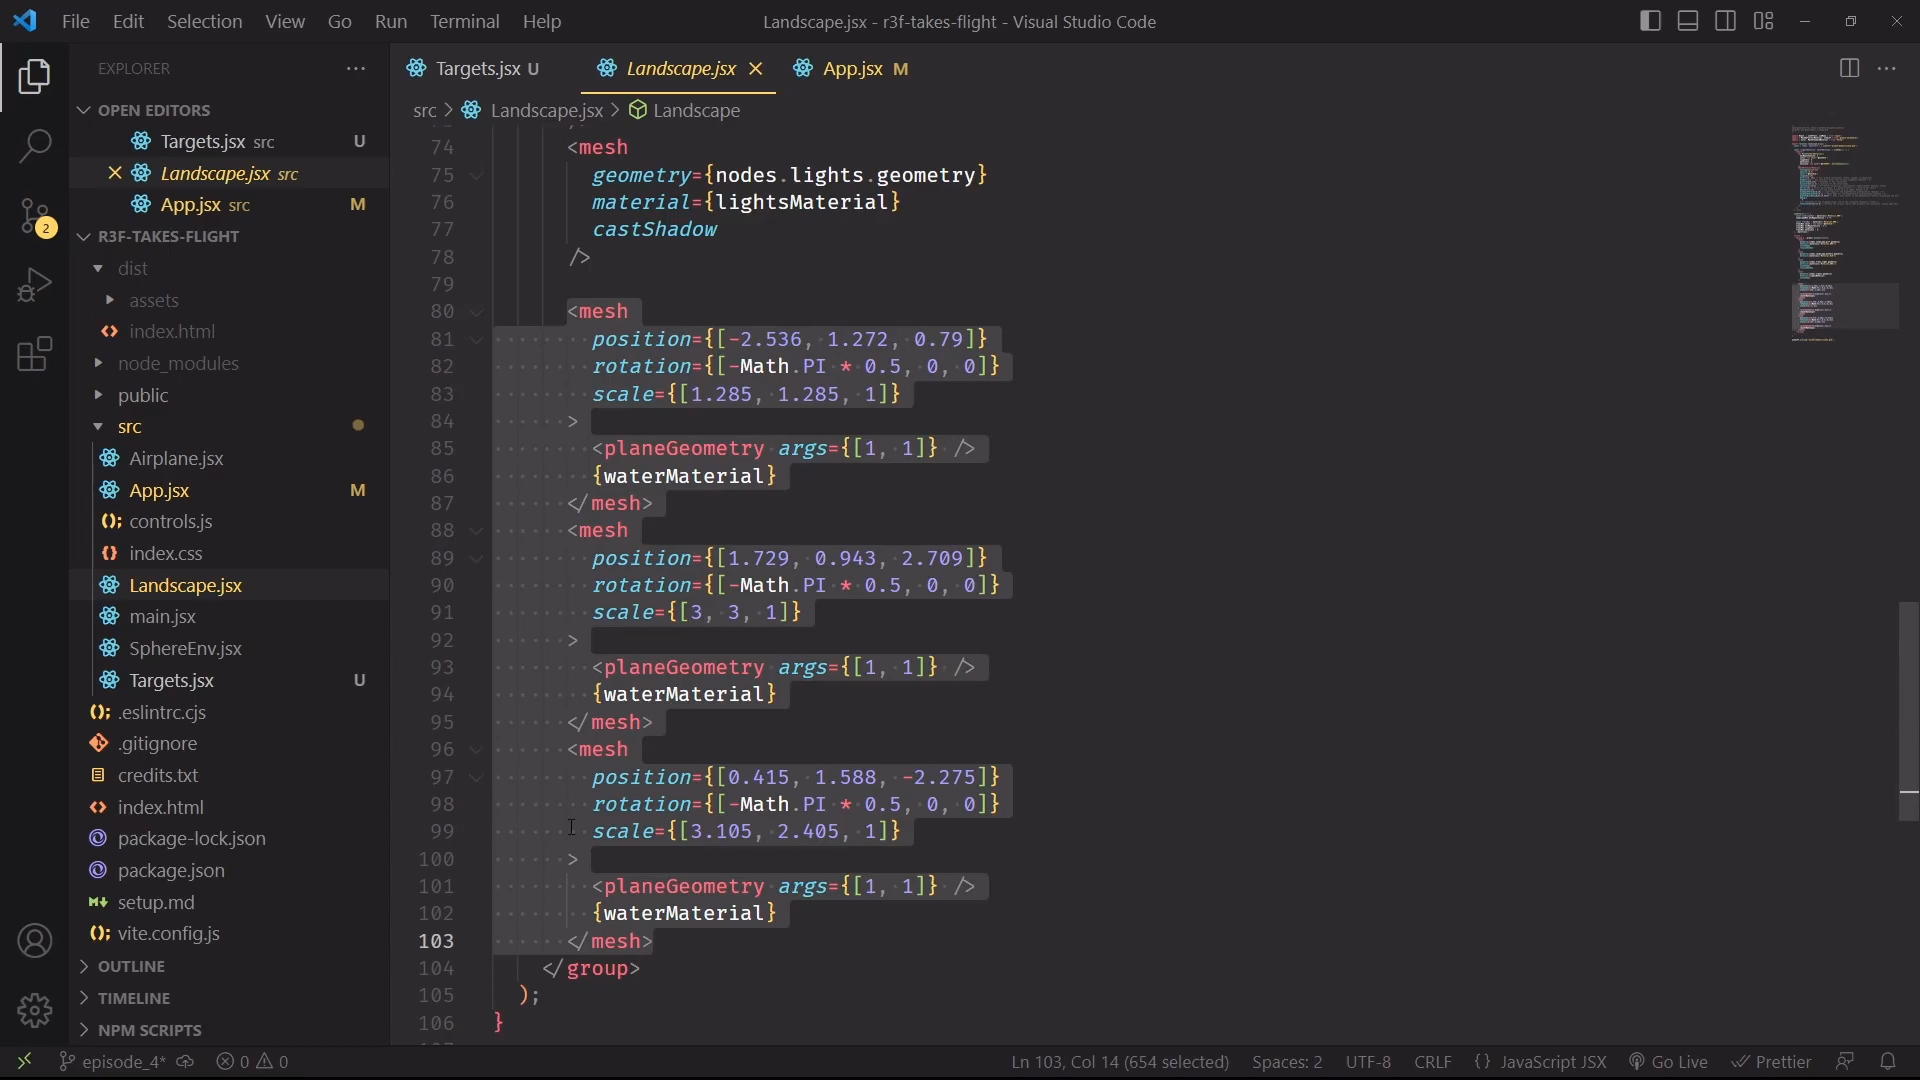 File Edit Selection View Go Run Terminal Help
Landscape.jsx - r3f-takes-flight - Visual Studio Code
EXPLORER
OPEN EDITORS
Targets.jsx src U
Landscape.jsx src
App.jsx src M
R3F-TAKES-FLIGHT
dist
assets
index.html
node_modules
public
src
Airplane.jsx
App.jsx M
controls.js
index.css
Landscape.jsx
main.jsx
SphereEnv.jsx
Targets.jsx U
.eslintrc.cjs
.gitignore
credits.txt
index.html
package-lock.json
package.json
setup.md
vite.config.js
OUTLINE
TIMELINE
NPM SCRIPTS
2
Targets.jsx U Landscape.jsx App.jsx M
src > Landscape.jsx > Landscape
74 <mesh
75 geometry={nodes.lights.geometry}
76 material={lightsMaterial}
77 castShadow
78 />
79
80 <mesh
81 position={[-2.536, 1.272, 0.79]}
82 rotation={[-Math.PI * 0.5, 0, 0]}
83 scale={[1.285, 1.285, 1]}
84 >
85 <planeGeometry args={[1, 1]} />
86 {waterMaterial}
87 </mesh>
88 <mesh
89 position={[1.729, 0.943, 2.709]}
90 rotation={[-Math.PI * 0.5, 0, 0]}
91 scale={[3, 3, 1]}
92 >
93 <planeGeometry args={[1, 1]} />
94 {waterMaterial}
95 </mesh>
96 <mesh
97 position={[0.415, 1.588, -2.275]}
98 rotation={[-Math.PI * 0.5, 0, 0]}
99 scale={[3.105, 2.405, 1]}
100 >
101 <planeGeometry args={[1, 1]} />
102 {waterMaterial}
103 </mesh>
104 </group>
105 );
106 }
episode_4* 0 0 Ln 103, Col 14 (654 selected) Spaces: 2 UTF-8 CRLF {} JavaScript JSX Go Live Prettier